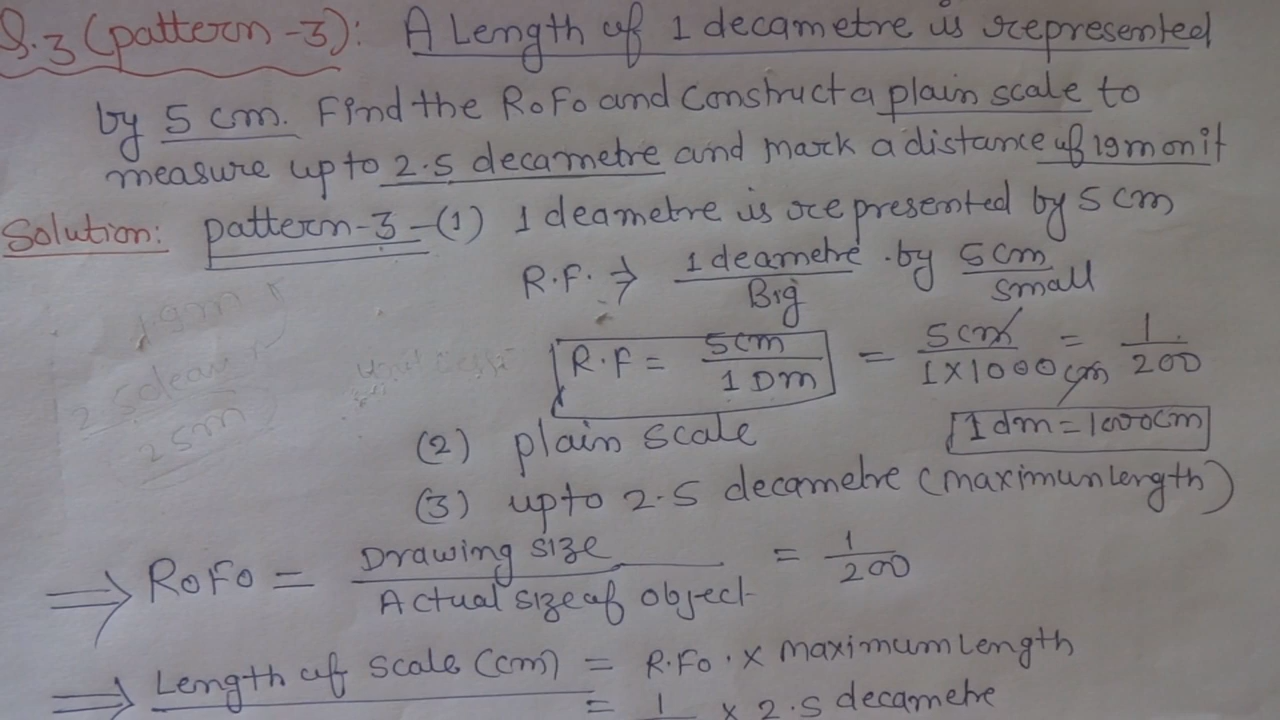 Q.3 (pattern-3): A Length of 1 decametre is represented
by 5 cm. Find the R.F. and construct a plain scale to
measure up to 2.5 decametre and mark a distance of 19 m on it
Solution: pattern-3-(1) 1 deametre is represented by 5 cm
R.F. → 1 deametre / Big by 5cm / small
R.F = 5cm / 1 Dm = 5cm / 1X1000 cm = 1 / 200
1 dm = 1000cm
(2) plain scale
(3) upto 2.5 decametre (maximum length)
⇒ R.F. = Drawing size / Actual size of object = 1 / 200
⇒ Length of scale (cm) = R.F. X maximum Length
= 1 x 2.5 decametre